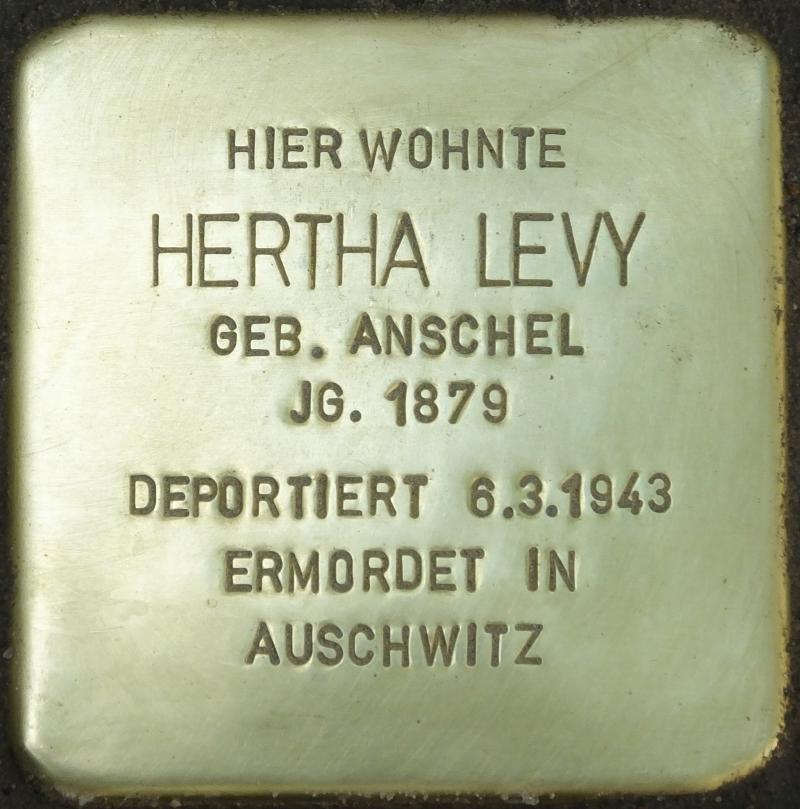 HIER WOHNTE
HERTHA LEVY
GEB. ANSCHEL
JG. 1879
DEPORTIERT 6.3.1943
ERMORDET IN
AUSCHWITZ